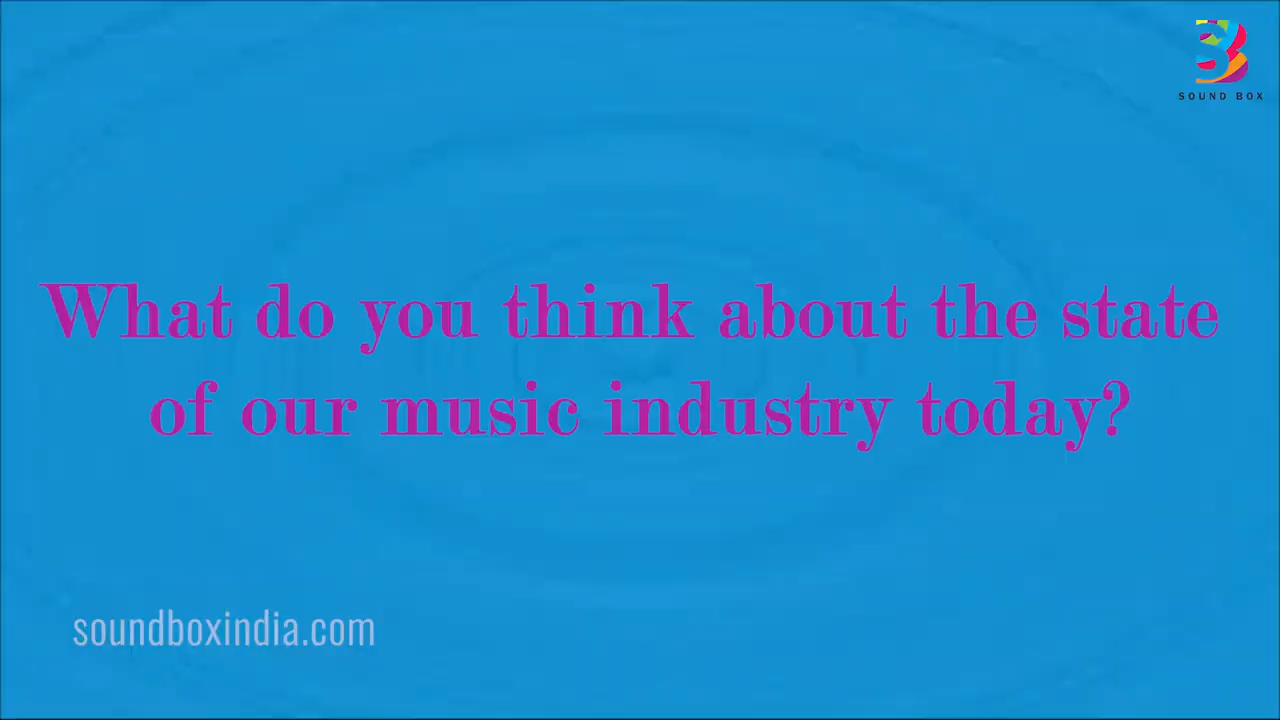 SOUND BOX
What do you think about the state
of our music industry today?
soundboxindia.com